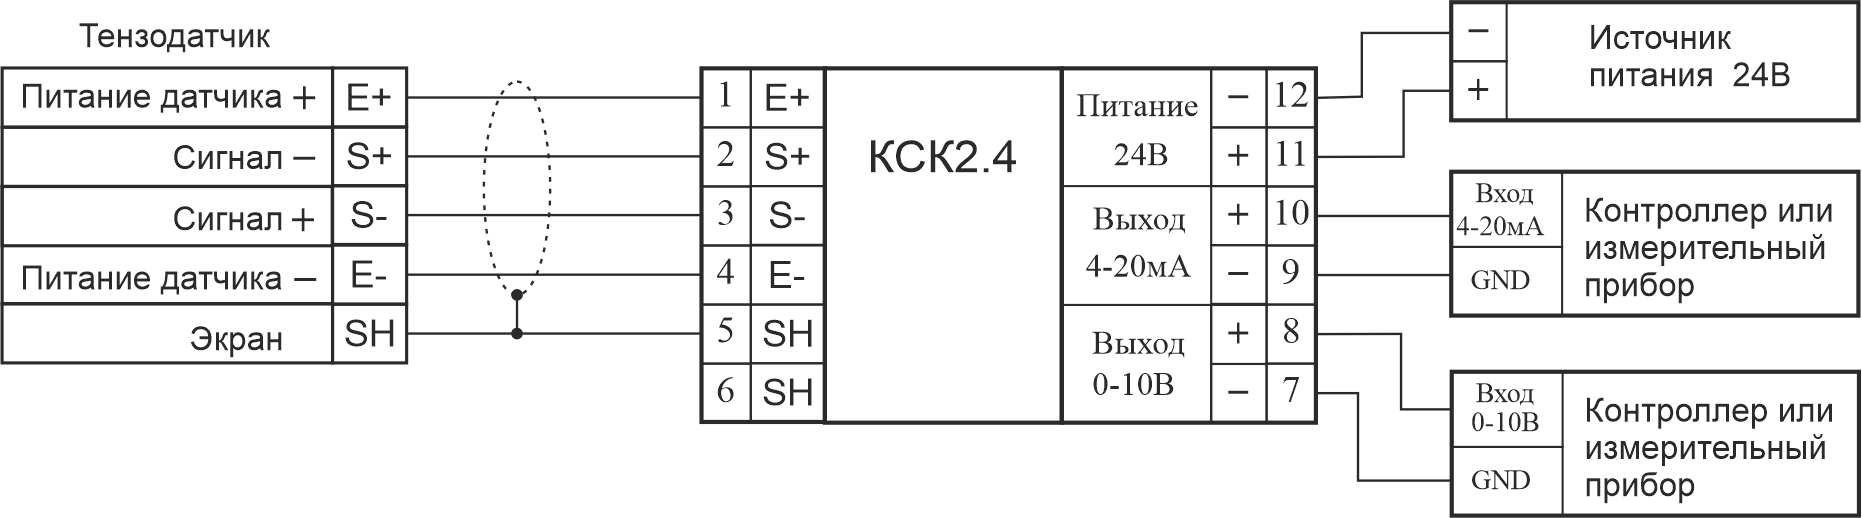 Тензодатчик
Питание датчика + E+
Сигнал – S+
Сигнал + S-
Питание датчика – E-
Экран SH
1 E+
2 S+
3 S-
4 E-
5 SH
6 SH
КСК2.4
Питание
24В
– 12
+ 11
Выход
4-20мА
+ 10
– 9
Выход
0-10В
+ 8
– 7
–
+
Источник
питания 24В
Вход
4-20мА
GND
Контроллер или
измерительный
прибор
Вход
0-10В
GND
Контроллер или
измерительный
прибор